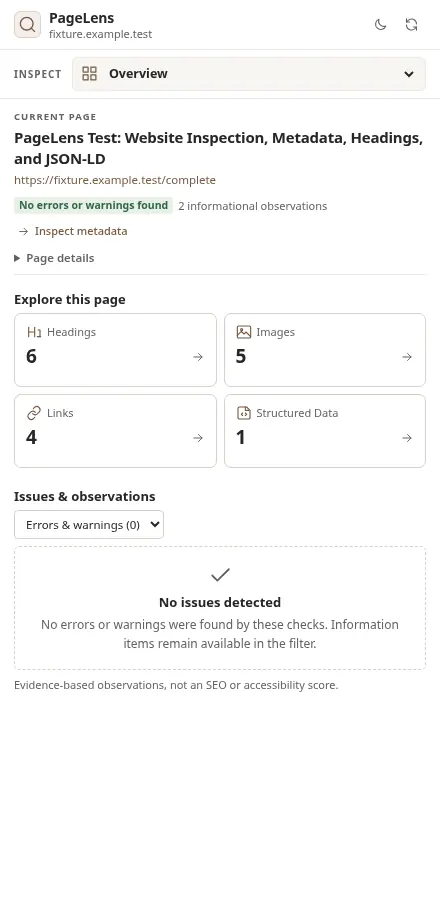 PageLens
fixture.example.test
INSPECT
Overview
CURRENT PAGE
PageLens Test: Website Inspection, Metadata, Headings,
and JSON-LD
https://fixture.example.test/complete
No errors or warnings found 2 informational observations
→ Inspect metadata
Page details
Explore this page
Headings
6
Images
5
Links
4
Structured Data
1
Issues & observations
Errors & warnings (0)
No issues detected
No errors or warnings were found by these checks. Information
items remain available in the filter.
Evidence-based observations, not an SEO or accessibility score.